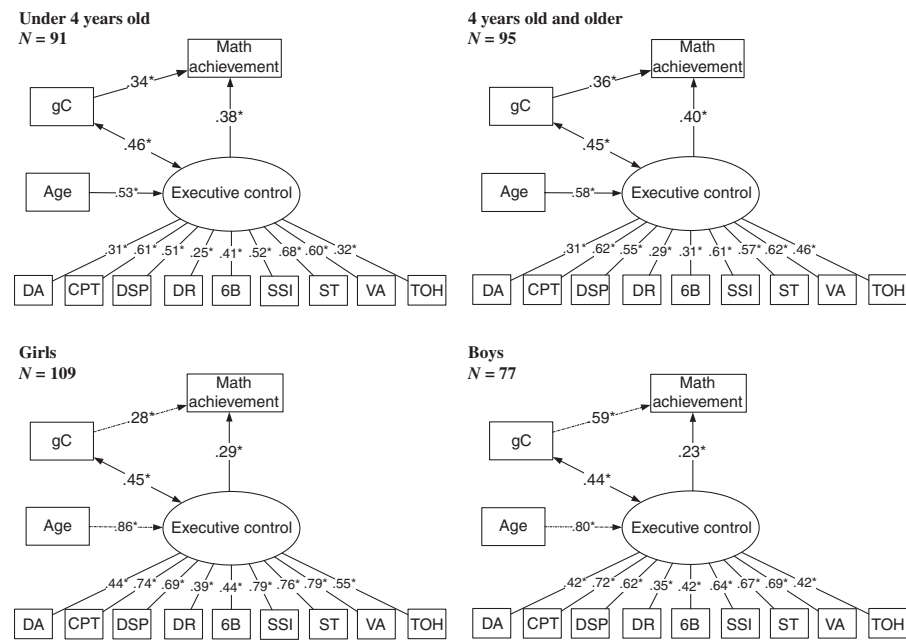 Under 4 years old
N = 91
Math
achievement
.34*
gC
.38*
.46*
Age
.53*
Executive control
.31* .61* .51* .25* .41* .52* .68* .60* .32*
DA CPT DSP DR 6B SSI ST VA TOH
4 years old and older
N = 95
Math
achievement
.36*
gC
.40*
.45*
Age
.58*
Executive control
.31* .62* .55* .29* .31* .61* .57* .62* .46*
DA CPT DSP DR 6B SSI ST VA TOH
Girls
N = 109
Math
achievement
.28*
gC
.29*
.45*
Age
.86*
Executive control
.44* .74* .69* .39* .44* .79* .76* .79* .55*
DA CPT DSP DR 6B SSI ST VA TOH
Boys
N = 77
Math
achievement
.59*
gC
.23*
.44*
Age
.80*
Executive control
.42* .72* .62* .35* .42* .64* .67* .69* .42*
DA CPT DSP DR 6B SSI ST VA TOH